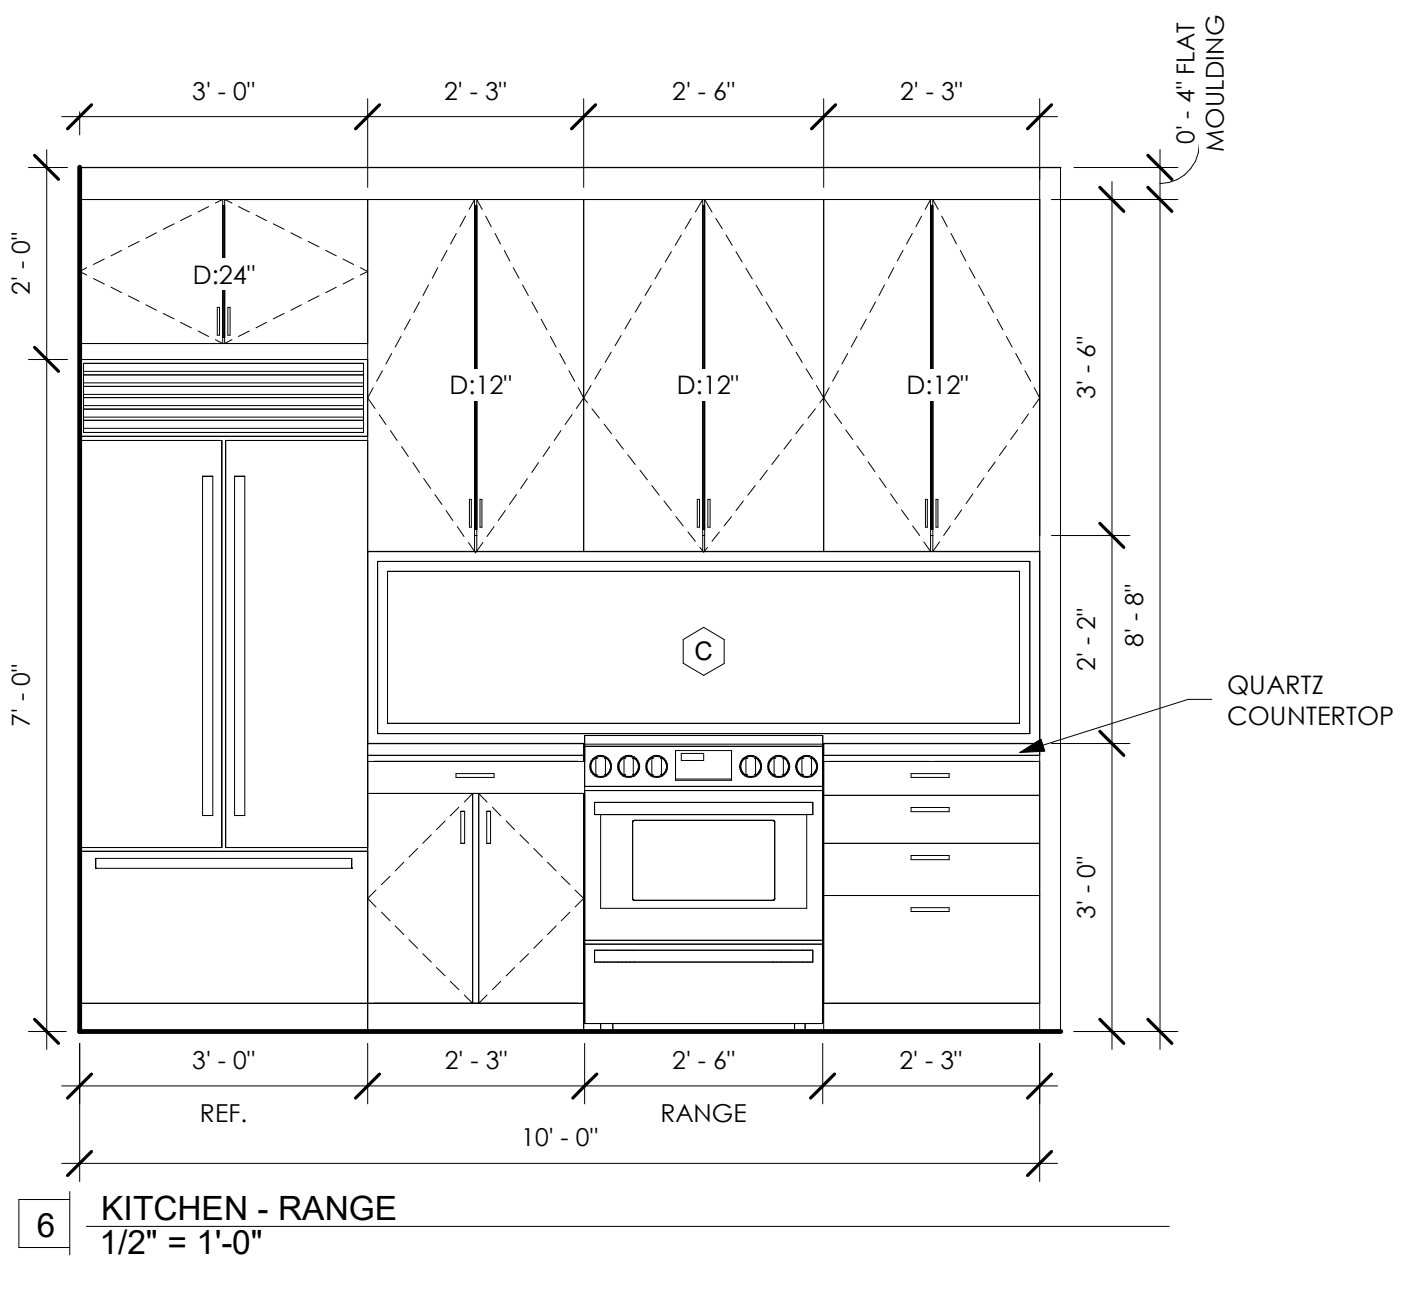 0' - 4" FLAT
MOULDING
3' - 0"
2' - 3"
2' - 6"
2' - 3"
2' - 0"
D:24"
D:12"
D:12"
D:12"
3' - 6"
C
2' - 2"
8' - 8"
7' - 0"
QUARTZ
COUNTERTOP
3' - 0"
3' - 0"
2' - 3"
2' - 6"
2' - 3"
REF.
RANGE
10' - 0"
6
KITCHEN - RANGE
1/2" = 1'-0"